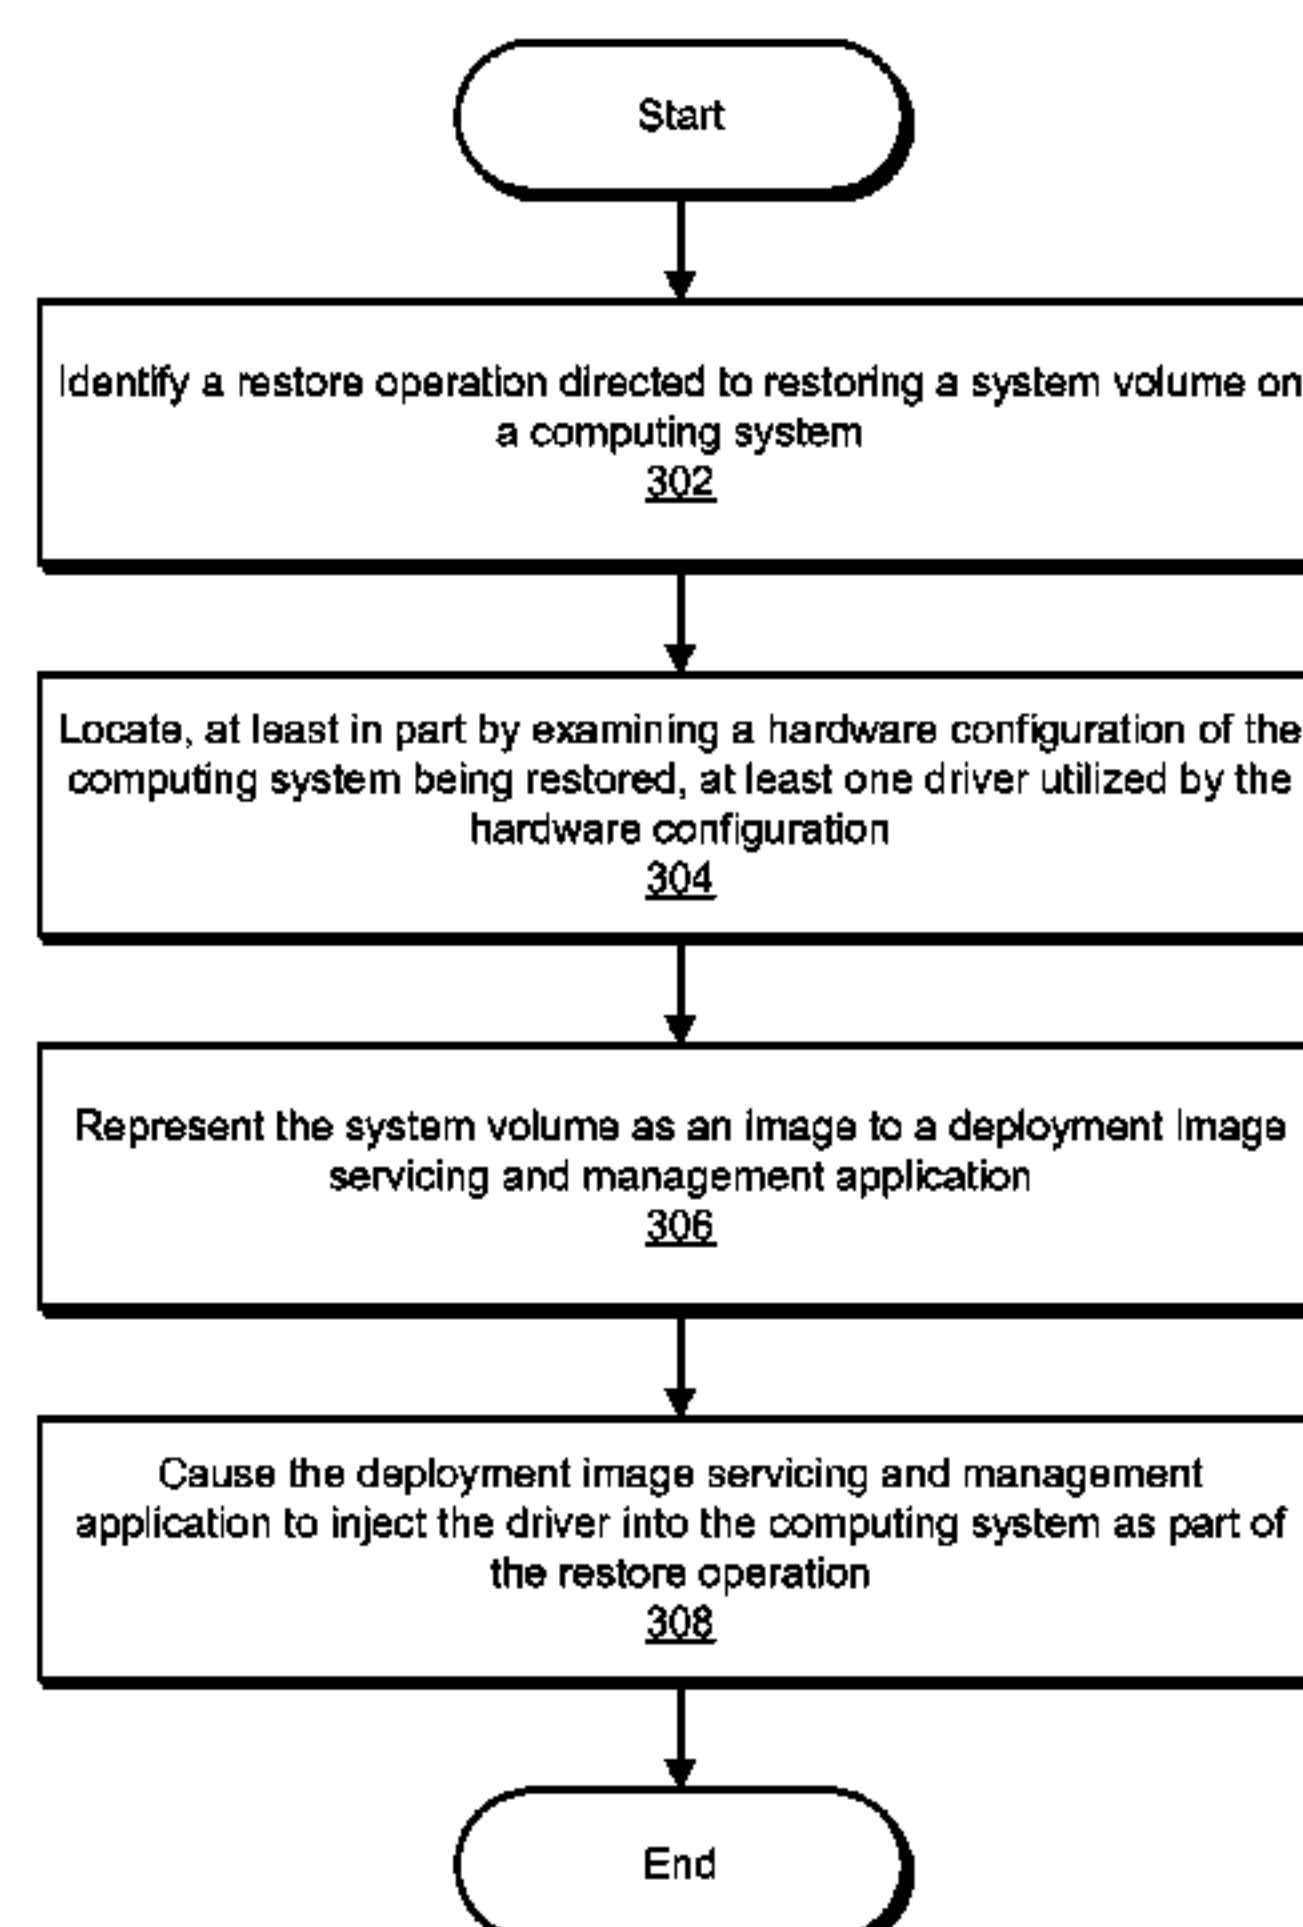 Start
Identify a restore operation directed to restoring a system volume on
a computing system
302
Locate, at least in part by examining a hardware configuration of the
computing system being restored, at least one driver utilized by the
hardware configuration
304
Represent the system volume as an image to a deployment image
servicing and management application
306
Cause the deployment image servicing and management
application to inject the driver into the computing system as part of
the restore operation
308
End